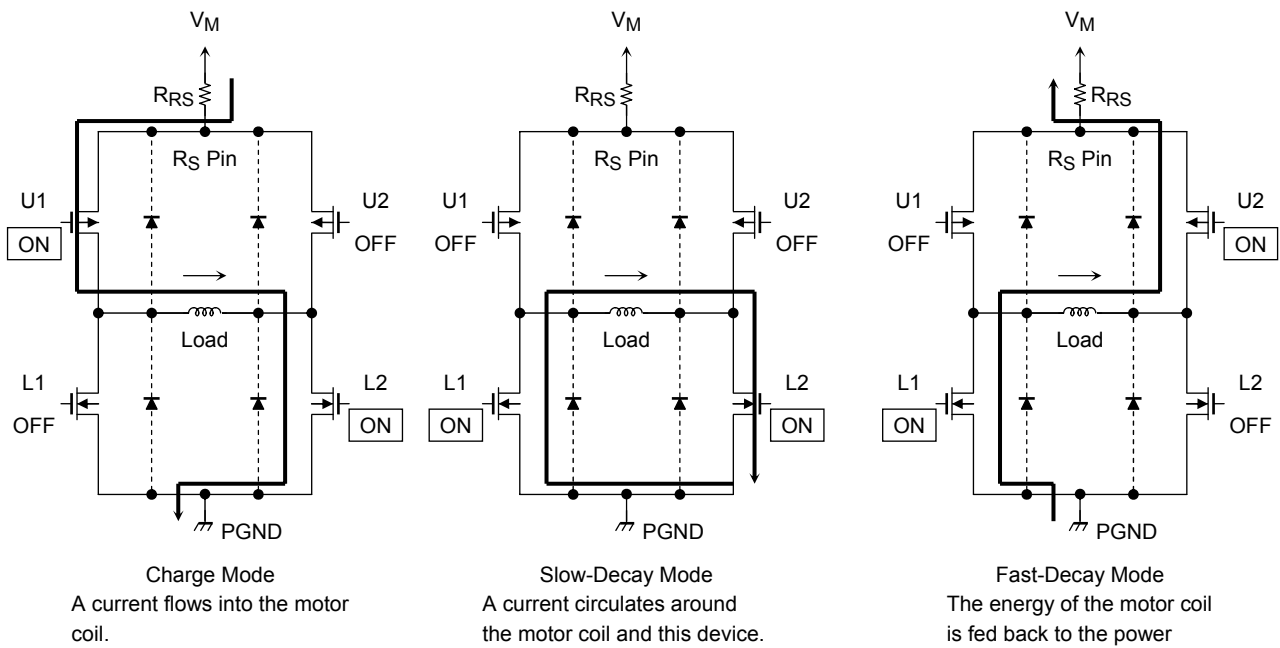 VM
RRS
RS Pin
U1
ON
U2
OFF
Load
L1
OFF
L2
ON
PGND
Charge Mode
A current flows into the motor
coil.
VM
RRS
RS Pin
U1
OFF
U2
OFF
Load
L1
ON
L2
ON
PGND
Slow-Decay Mode
A current circulates around
the motor coil and this device.
VM
RRS
RS Pin
U1
OFF
U2
ON
Load
L1
ON
L2
OFF
PGND
Fast-Decay Mode
The energy of the motor coil
is fed back to the power